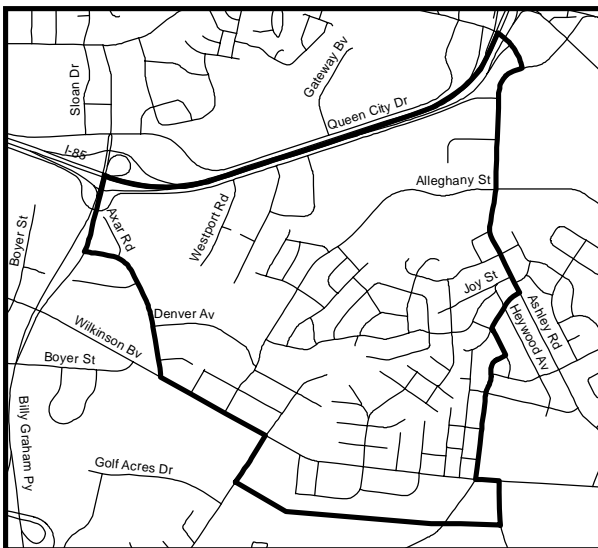 Sloan Dr
Gateway Bv
Queen City Dr
I-85
Alleghany St
Boyer St
Axar Rd
Westport Rd
Joy St
Ashley Rd
Heywood Av
Denver Av
Wilkinson Bv
Boyer St
Billy Graham Py
Golf Acres Dr